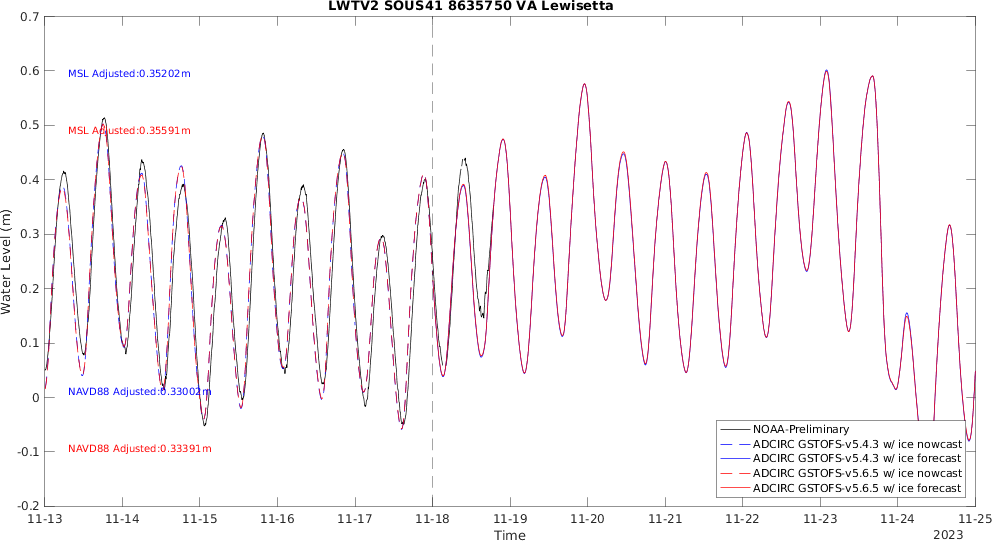 LWTV2 SOUS41 8635750 VA Lewisetta
0.7
0.6
0.5
0.4
0.3
0.2
0.1
0
-0.1
-0.2
Water Level (m)
MSL Adjusted:0.35202m
MSL Adjusted:0.35591m
NAVD88 Adjusted:0.33002m
NAVD88 Adjusted:0.33391m
NOAA-Preliminary
ADCIRC GSTOFS-v5.4.3 w/ ice nowcast
ADCIRC GSTOFS-v5.4.3 w/ ice forecast
ADCIRC GSTOFS-v5.6.5 w/ ice nowcast
ADCIRC GSTOFS-v5.6.5 w/ ice forecast
11-13 11-14 11-15 11-16 11-17 11-18 11-19 11-20 11-21 11-22 11-23 11-24 11-25
Time
2023